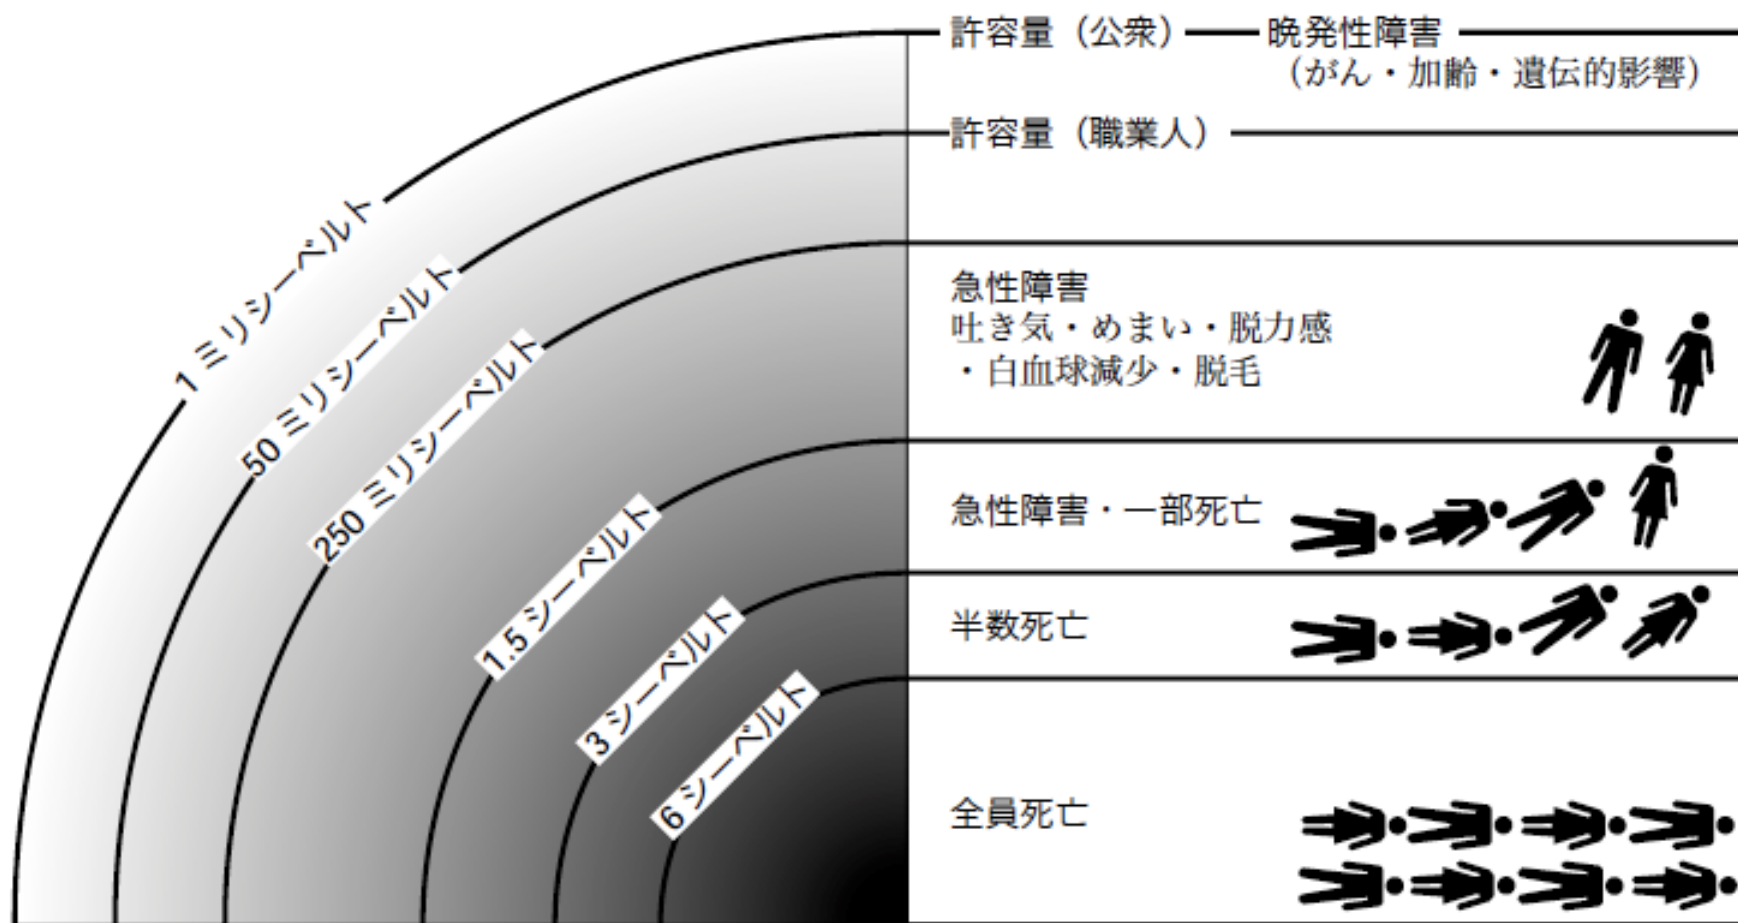 許容量（公衆） 晩発性障害
（がん・加齢・遺伝的影響）
許容量（職業人）
1 ミリシーベルト
50 ミリシーベルト
250 ミリシーベルト
急性障害
吐き気・めまい・脱力感
・白血球減少・脱毛
1.5 シーベルト
急性障害・一部死亡
3 シーベルト
半数死亡
6 シーベルト
全員死亡